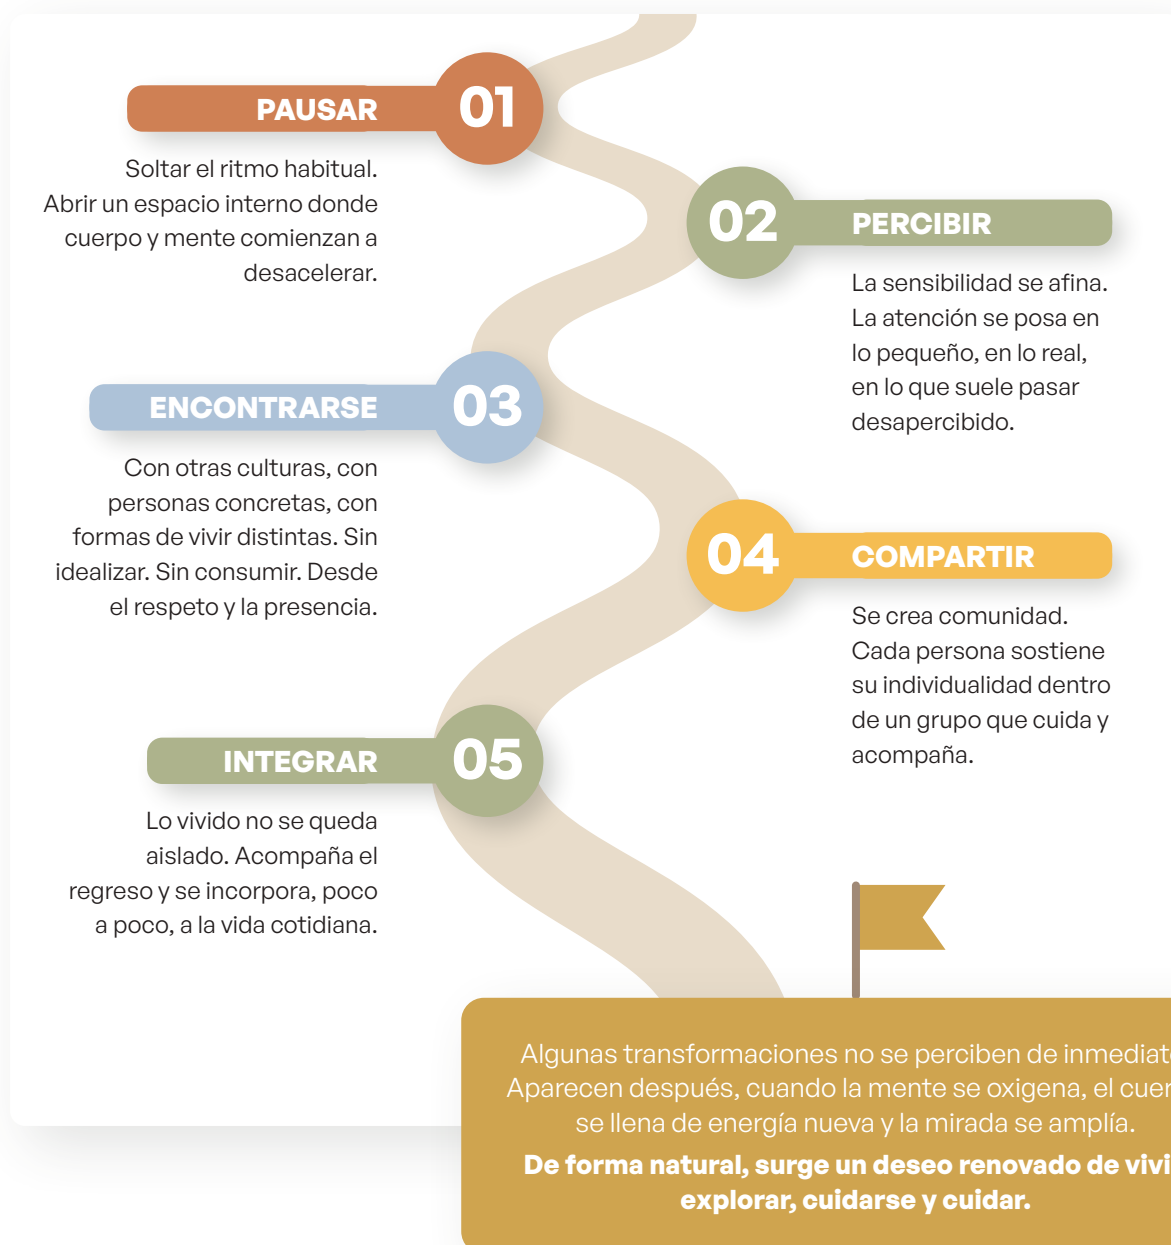 01
PAUSAR
Soltar el ritmo habitual.
Abrir un espacio interno donde
cuerpo y mente comienzan a
desacelerar.
02
PERCIBIR
La sensibilidad se afina.
La atención se posa en
lo pequeño, en lo real,
en lo que suele pasar
desapercibido.
03
ENCONTRARSE
Con otras culturas, con
personas concretas, con
formas de vivir distintas. Sin
idealizar. Sin consumir. Desde
el respeto y la presencia.
04
COMPARTIR
Se crea comunidad.
Cada persona sostiene
su individualidad dentro
de un grupo que cuida y
acompaña.
05
INTEGRAR
Lo vivido no se queda
aislado. Acompaña el
regreso y se incorpora, poco
a poco, a la vida cotidiana.
Algunas transformaciones no se perciben de
Aparecen después, cuando la mente se oxigena, el
se llena de energía nueva y la mirada se amplía.
De forma natural, surge un deseo renovado de
explorar, cuidarse y cuidar.